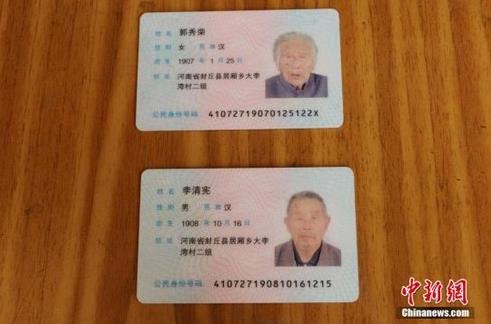 姓名 郭秀荣
性别 女 民族 汉
出生 1907 年 1 月 25 日
住址 河南省封丘县居厢乡大李
湾村二组
公民身份号码 41072719070125122X
姓名 李清宪
性别 男 民族 汉
出生 1908 年 10 月 16 日
住址 河南省封丘县居厢乡大李
湾村二组
公民身份号码 410727190810161215
中新网
Chinanews.com